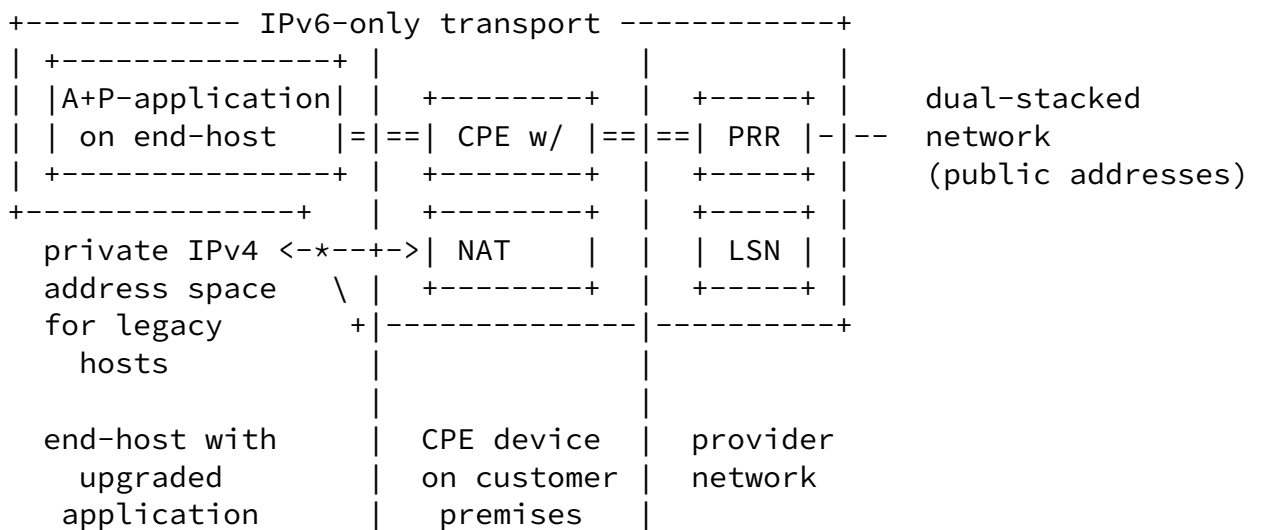 +------------ IPv6-only transport ------------+
| +---------------+ |              |          |
| |A+P-application| |  +--------+  |  +-----+ |    dual-stacked
| | on end-host   |=|==| CPE w/ |==|==| PRR |-|--  network
| +---------------+ |  +--------+  |  +-----+ |    (public addresses)
+---------------+   |  +--------+  |  +-----+ |
  private IPv4 <-*--+->| NAT    |  |  | LSN | |
  address space   \ |  +--------+  |  +-----+ |
  for legacy       +|--------------|----------+
    hosts           |              |
                    |              |
  end-host with     |  CPE device  |  provider
    upgraded        |  on customer |  network
   application      |   premises   |